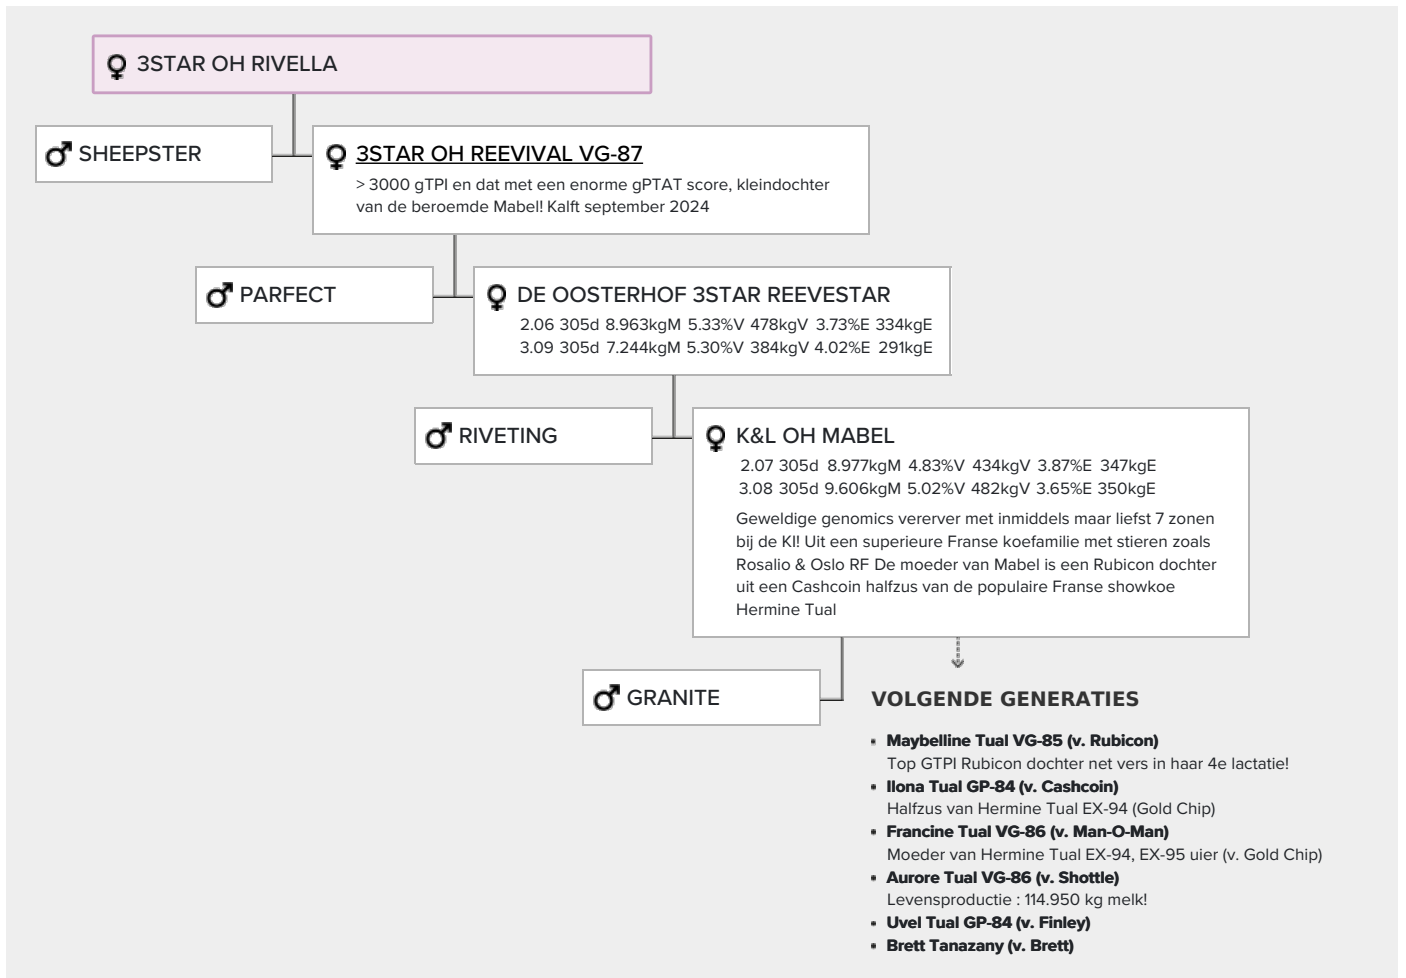 3STAR OH RIVELLA
SHEEPSTER
3STAR OH REEVIVAL VG-87
> 3000 gTPI en dat met een enorme gPTAT score, kleindochter
van de beroemde Mabel! Kalft september 2024
PARFECT
DE OOSTERHOF 3STAR REEVESTAR
2.06 305d 8.963kgM 5.33%V 478kgV 3.73%E 334kgE
3.09 305d 7.244kgM 5.30%V 384kgV 4.02%E 291kgE
RIVETING
K&L OH MABEL
2.07 305d 8.977kgM 4.83%V 434kgV 3.87%E 347kgE
3.08 305d 9.606kgM 5.02%V 482kgV 3.65%E 350kgE
Geweldige genomics vererver met inmiddels maar liefst 7 zonen
bij de KI! Uit een superieure Franse koefamilie met stieren zoals
Rosalio & Oslo RF De moeder van Mabel is een Rubicon dochter
uit een Cashcoin halfzus van de populaire Franse showkoe
Hermine Tual
GRANITE
VOLGENDE GENERATIES
Maybelline Tual VG-85 (v. Rubicon)
Top GTPI Rubicon dochter net vers in haar 4e lactatie!
Ilona Tual GP-84 (v. Cashcoin)
Halfzus van Hermine Tual EX-94 (Gold Chip)
Francine Tual VG-86 (v. Man-O-Man)
Moeder van Hermine Tual EX-94, EX-95 uier (v. Gold Chip)
Aurore Tual VG-86 (v. Shottle)
Levensproductie : 114.950 kg melk!
Uvel Tual GP-84 (v. Finley)
Brett Tanazany (v. Brett)